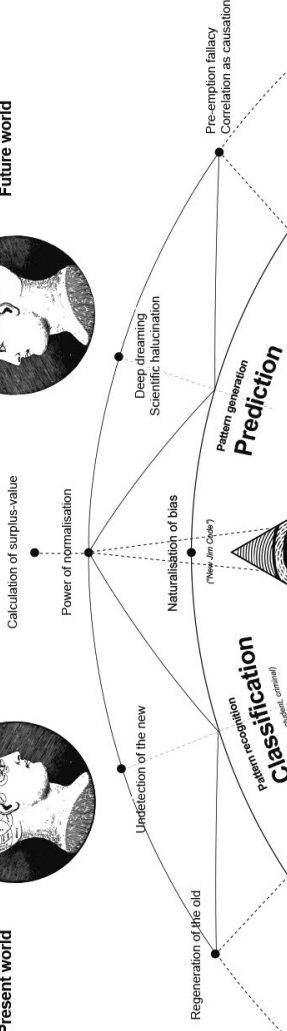 Present world
Future world
Calculation of surplus-value
Power of normalisation
Undetection of the new
Deep dreaming
Scientific halucination
Regeneration of the old
Naturalisation of bias
("New Jim Code")
Pre-emption fallacy
Correlation as causation
Pattern recognition
Classification
student, criminal)
Pattern generation
Prediction